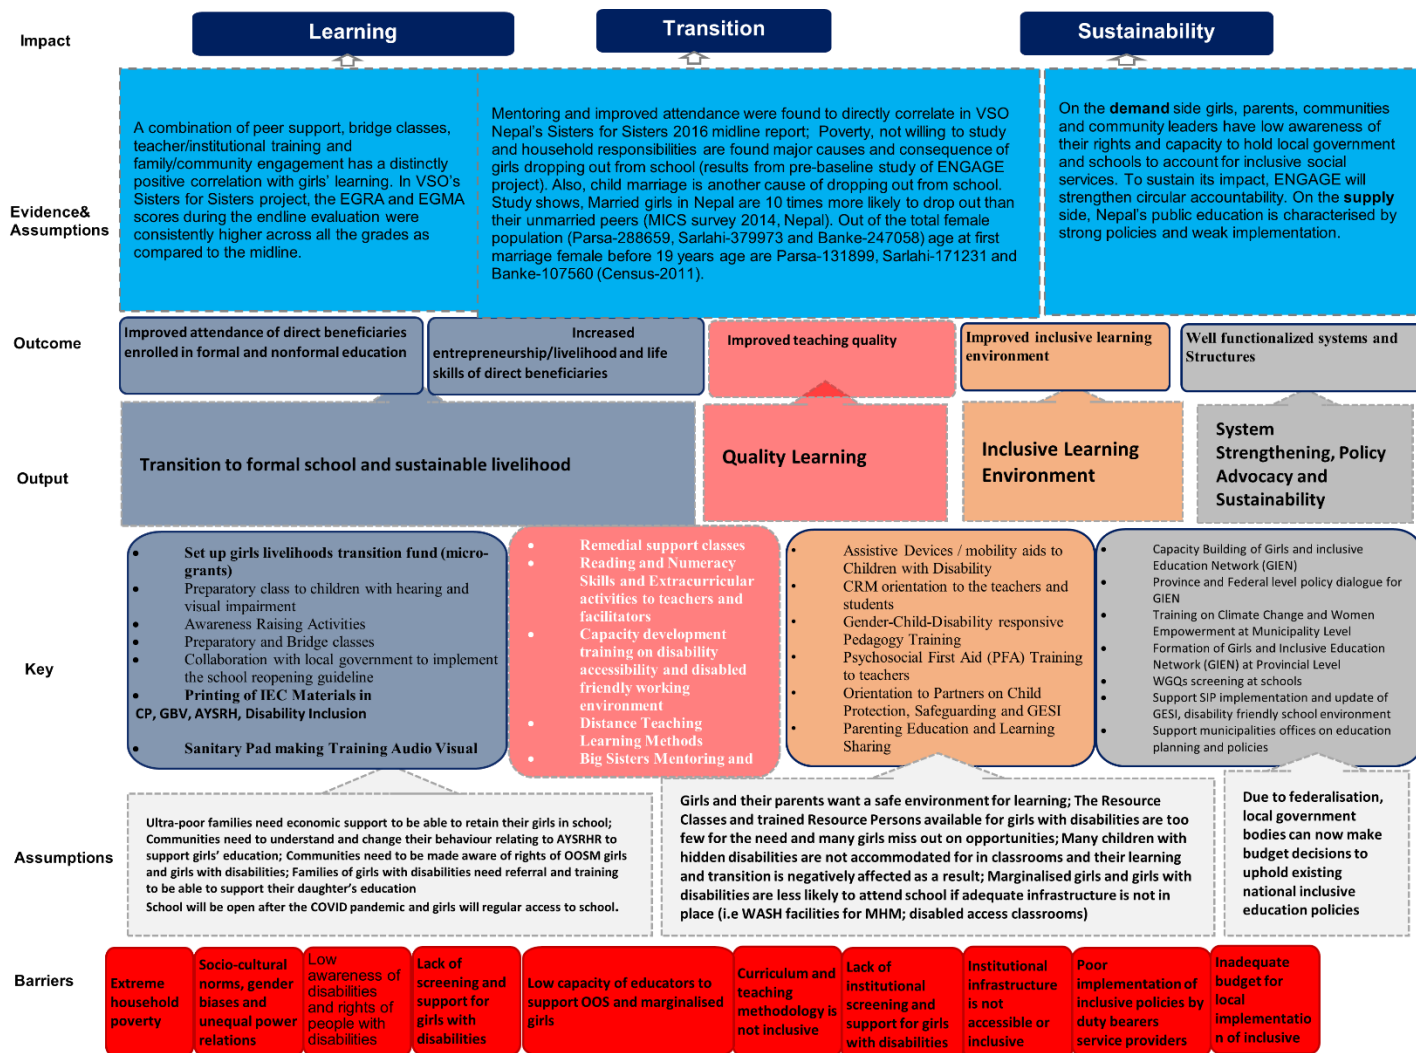 Impact
Learning
Transition
Sustainability
Evidence&
Assumptions
A combination of peer support, bridge classes,
teacher/institutional training and
family/community engagement has a distinctly
positive correlation with girls' learning. In VSO's
Sisters for Sisters project, the EGRA and EGMA
scores during the endline evaluation were
consistently higher across all the grades as
compared to the midline.
Mentoring and improved attendance were found to directly correlate in VSO
Nepal's Sisters for Sisters 2016 midline report; Poverty, not willing to study
and household responsibilities are found major causes and consequence of
girls dropping out from school (results from pre-baseline study of ENGAGE
project). Also, child marriage is another cause of dropping out from school.
Study shows, Married girls in Nepal are 10 times more likely to drop out than
their unmarried peers (MICS survey 2014, Nepal). Out of the total female
population (Parsa-288659, Sarlahi-379973 and Banke-247058) age at first
marriage female before 19 years age are Parsa-131899, Sarlahi-171231 and
Banke-107560 (Census-2011).
On the demand side girls, parents, communities
and community leaders have low awareness of
their rights and capacity to hold local government
and schools to account for inclusive social
services. To sustain its impact, ENGAGE will
strengthen circular accountability. On the supply
side, Nepal's public education is characterised by
strong policies and weak implementation.
Outcome
Improved attendance of direct beneficiaries
enrolled in formal and nonformal education
Increased
entrepreneurship/livelihood and life
skills of direct beneficiaries
Improved teaching quality
Improved inclusive learning
environment
Well functionalized systems and
Structures
Output
Transition to formal school and sustainable livelihood
Quality Learning
Inclusive Learning
Environment
System
Strengthening, Policy
Advocacy and
Sustainability
Key
• Set up girls livelihoods transition fund (micro-
grants)
• Preparatory class to children with hearing and
visual impairment
• Awareness Raising Activities
• Preparatory and Bridge classes
• Collaboration with local government to implement
the school reopening guideline
• Printing of IEC Materials in
CP, GBV, AYSRH, Disability Inclusion
• Sanitary Pad making Training Audio Visual
• Remedial support classes
• Reading and Numeracy
Skills and Extracurricular
activities to teachers and
facilitators
• Capacity development
training on disability
accessibility and disabled
friendly working
environment
• Distance Teaching
Learning Methods
• Big Sisters Mentoring and
• Assistive Devices / mobility aids to
Children with Disability
• CRM orientation to the teachers and
students
• Gender-Child-Disability responsive
Pedagogy Training
• Psychosocial First Aid (PFA) Training
to teachers
• Orientation to Partners on Child
Protection, Safeguarding and GESI
• Parenting Education and Learning
Sharing
• Capacity Building of Girls and inclusive
Education Network (GIEN)
• Province and Federal level policy dialogue for
GIEN
• Training on Climate Change and Women
Empowerment at Municipality Level
• Formation of Girls and Inclusive Education
Network (GIEN) at Provincial Level
• WGQs screening at schools
• Support SIP implementation and update of
GESI, disability friendly school environment
• Support municipalities offices on education
planning and policies
Assumptions
Ultra-poor families need economic support to be able to retain their girls in school;
Communities need to understand and change their behaviour relating to AYSRHR to
support girls' education; Communities need to be made aware of rights of OOSM girls
and girls with disabilities; Families of girls with disabilities need referral and training
to be able to support their daughter's education
School will be open after the COVID pandemic and girls will regular access to school.
Girls and their parents want a safe environment for learning; The Resource
Classes and trained Resource Persons available for girls with disabilities are too
few for the need and many girls miss out on opportunities; Many children with
hidden disabilities are not accommodated for in classrooms and their learning
and transition is negatively affected as a result; Marginalised girls and girls with
disabilities are less likely to attend school if adequate infrastructure is not in
place (i.e WASH facilities for MHM; disabled access classrooms)
Due to federalisation,
local government
bodies can now make
budget decisions to
uphold existing
national inclusive
education policies
Barriers
Extreme
household
poverty
Socio-cultural
norms, gender
biases and
unequal power
relations
Low
awareness of
disabilities
and rights of
people with
disabilities
Lack of
screening and
support for
girls with
disabilities
Low capacity of educators to
support OOS and marginalised
girls
Curriculum and
teaching
methodology is
not inclusive
Lack of
institutional
screening and
support for girls
with disabilities
Institutional
infrastructure
is not
accessible or
inclusive
Poor
implementation of
inclusive policies by
duty bearers
service providers
Inadequate
budget for
local
implementatio
n of inclusive